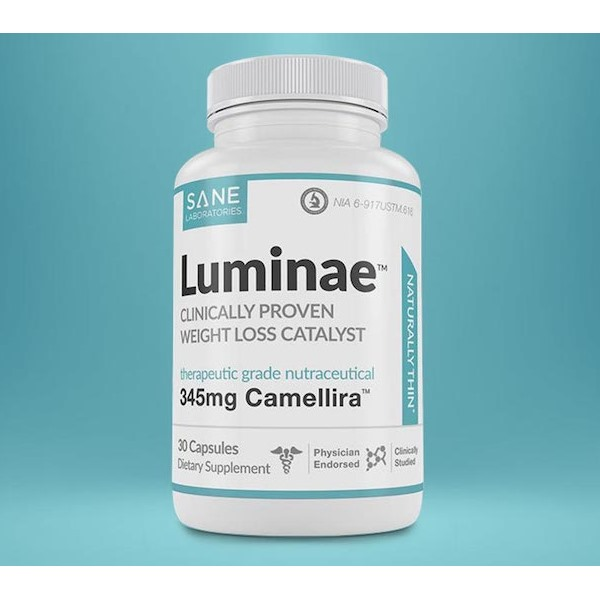 SANE
LABORATORIES
NIA 6-917USTM.616
Luminae™
CLINICALLY PROVEN
WEIGHT LOSS CATALYST
NATURALLY THIN*
therapeutic grade nutraceutical
345mg Camellira™
30 Capsules
Dietary Supplement
Physician
Endorsed
Clinically
Studied